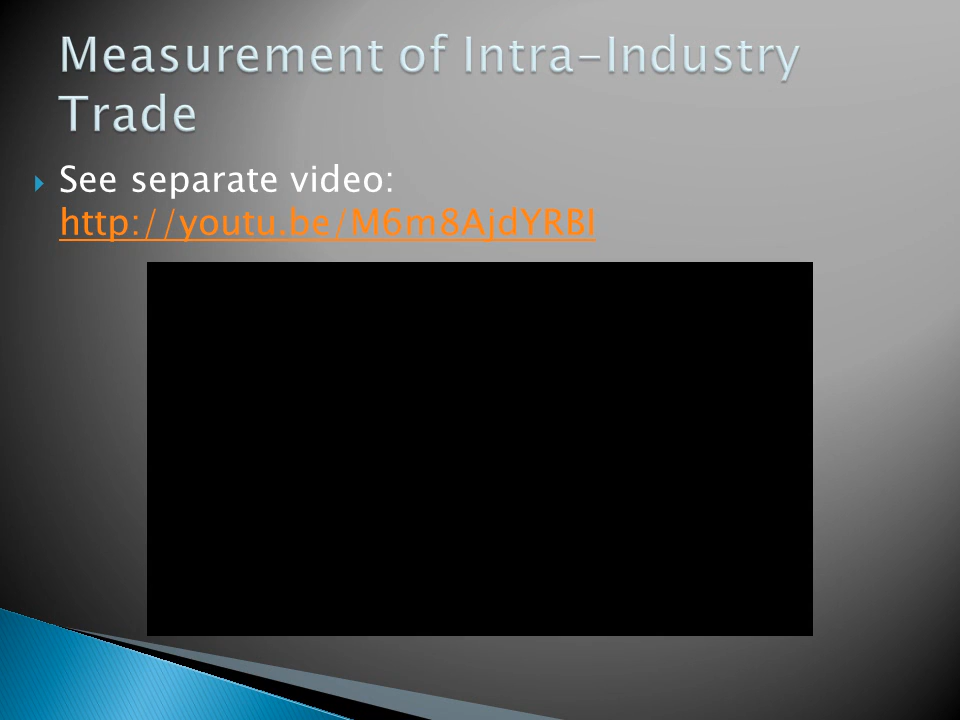 Measurement of Intra-Industry
Trade
See separate video:
http://youtu.be/M6m8AjdYRBI